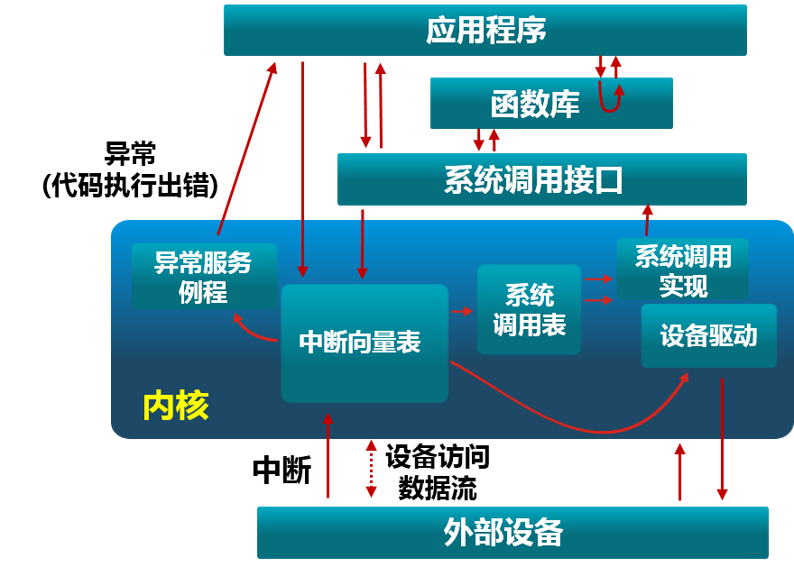 应用程序
函数库
异常
(代码执行出错)
系统调用接口
异常服务
例程
系统调用
实现
系统
调用表
中断向量表
设备驱动
内核
中断
设备访问
数据流
外部设备